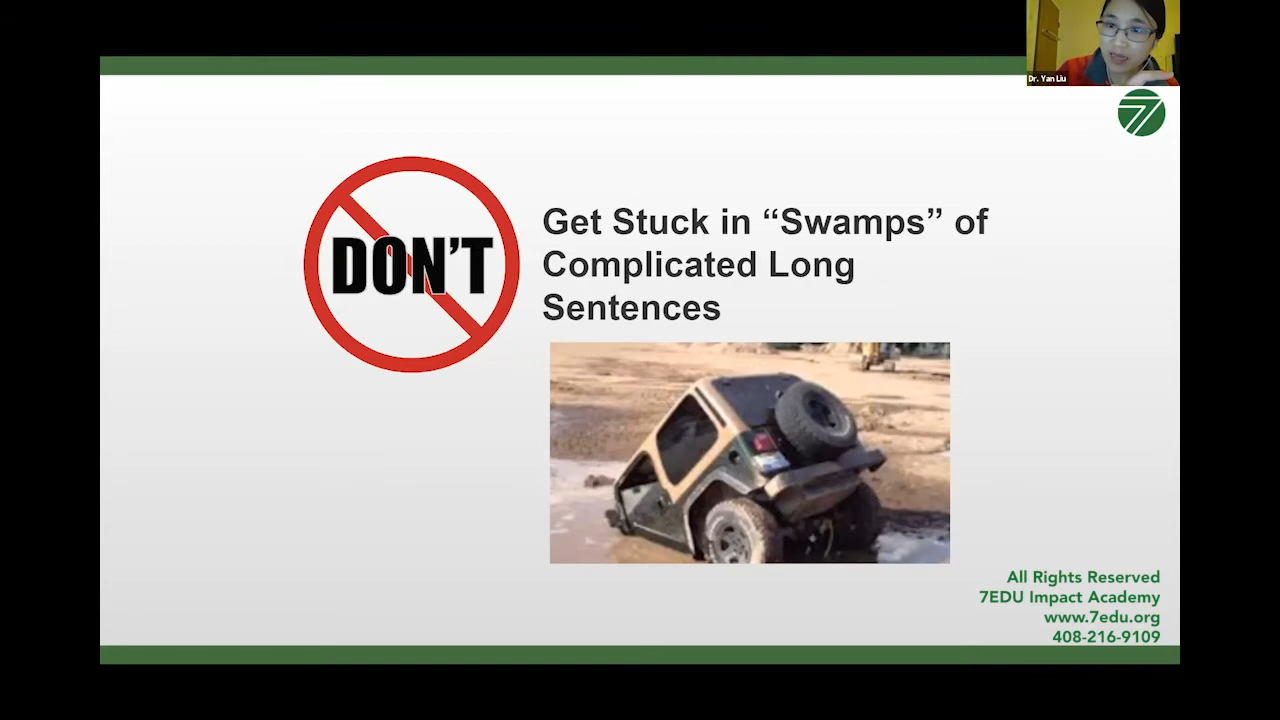 Dr. Yan Liu
DON'T
Get Stuck in “Swamps” of
Complicated Long
Sentences
All Rights Reserved
7EDU Impact Academy
www.7edu.org
408-216-9109